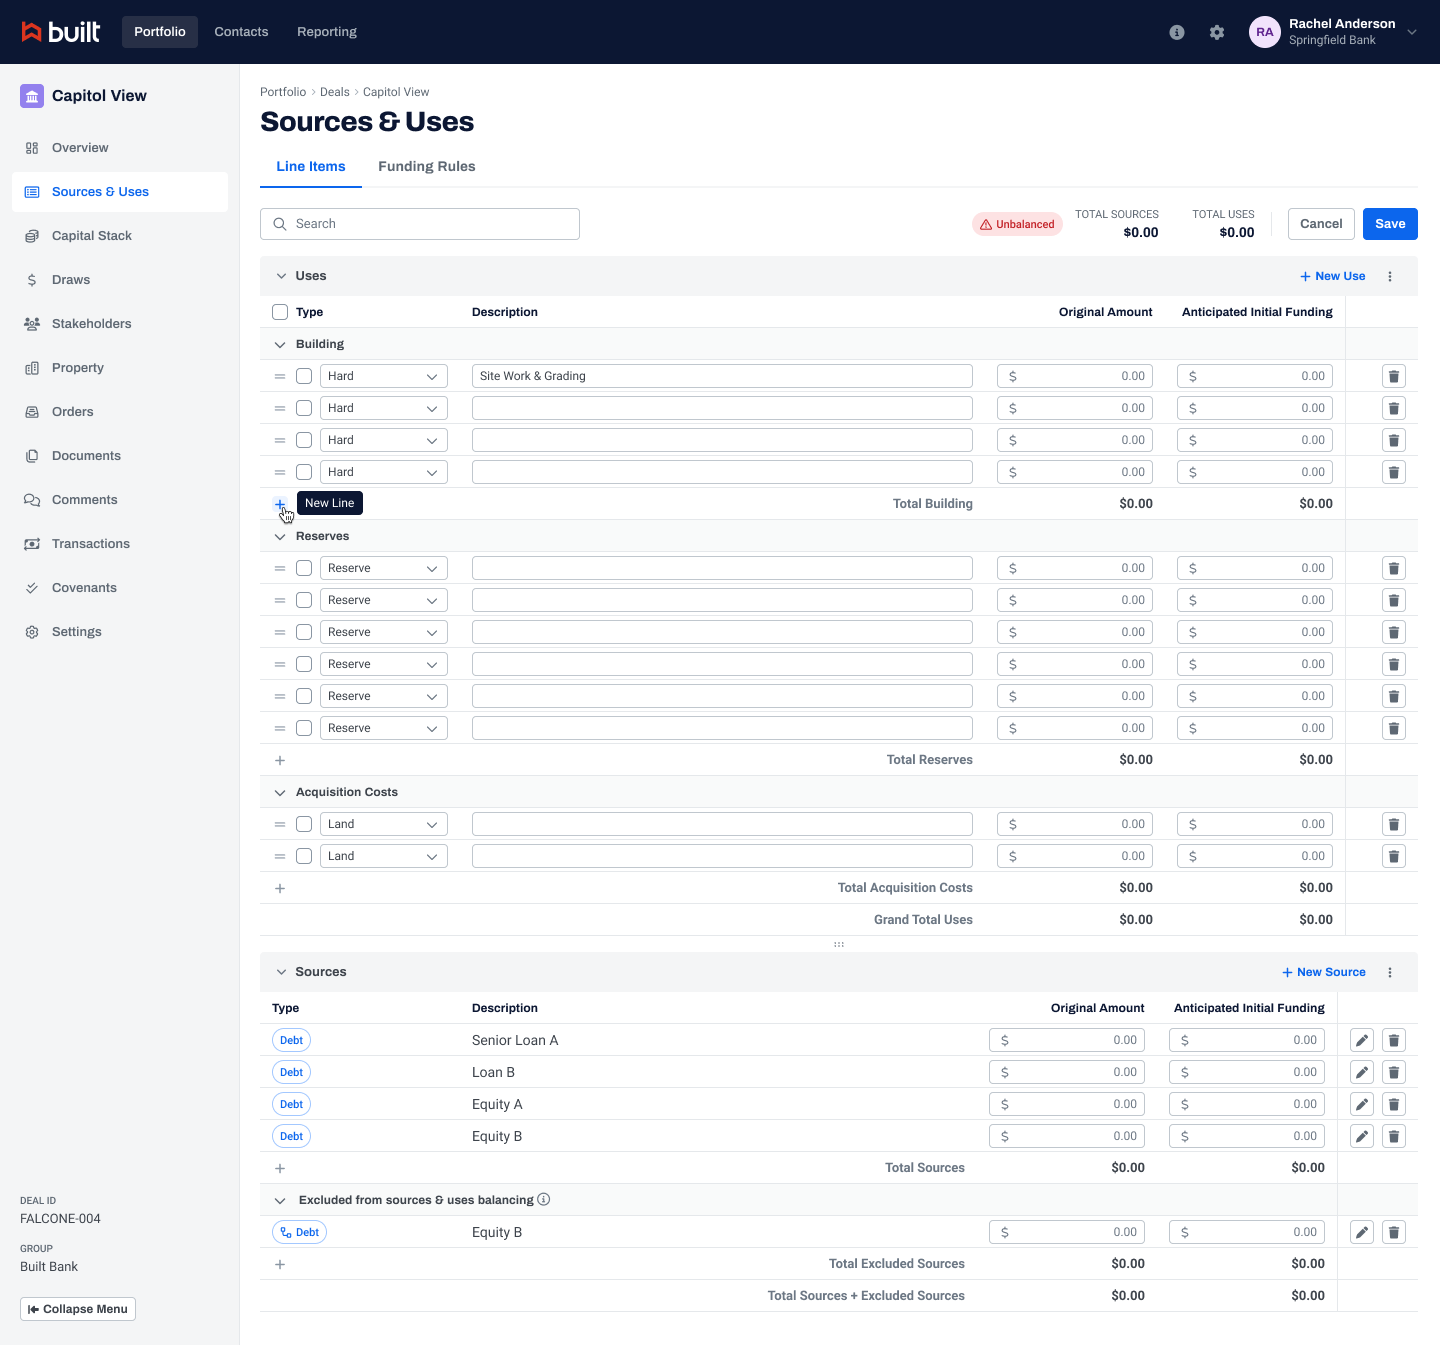 built
Portfolio
Contacts
Reporting
RA
Rachel Anderson
Springfield Bank
Capitol View
Overview
Sources & Uses
Capital Stack
Draws
Stakeholders
Property
Orders
Documents
Comments
Transactions
Covenants
Settings
DEAL ID
FALCONE-004
GROUP
Built Bank
Collapse Menu
Portfolio > Deals > Capitol View
Sources & Uses
Line Items
Funding Rules
Search
Unbalanced
TOTAL SOURCES
$0.00
TOTAL USES
$0.00
Cancel
Save
Uses
+ New Use
Type Description Original Amount Anticipated Initial Funding
Building
Hard Site Work & Grading $ 0.00 $ 0.00
Hard $ 0.00 $ 0.00
Hard $ 0.00 $ 0.00
Hard $ 0.00 $ 0.00
+ New Line Total Building $0.00 $0.00
Reserves
Reserve $ 0.00 $ 0.00
Reserve $ 0.00 $ 0.00
Reserve $ 0.00 $ 0.00
Reserve $ 0.00 $ 0.00
Reserve $ 0.00 $ 0.00
Reserve $ 0.00 $ 0.00
+ Total Reserves $0.00 $0.00
Acquisition Costs
Land $ 0.00 $ 0.00
Land $ 0.00 $ 0.00
+ Total Acquisition Costs $0.00 $0.00
Grand Total Uses $0.00 $0.00
Sources
+ New Source
Type Description Original Amount Anticipated Initial Funding
Debt Senior Loan A $ 0.00 $ 0.00
Debt Loan B $ 0.00 $ 0.00
Debt Equity A $ 0.00 $ 0.00
Debt Equity B $ 0.00 $ 0.00
+ Total Sources $0.00 $0.00
Excluded from sources & uses balancing
Debt Equity B $ 0.00 $ 0.00
+ Total Excluded Sources $0.00 $0.00
Total Sources + Excluded Sources $0.00 $0.00